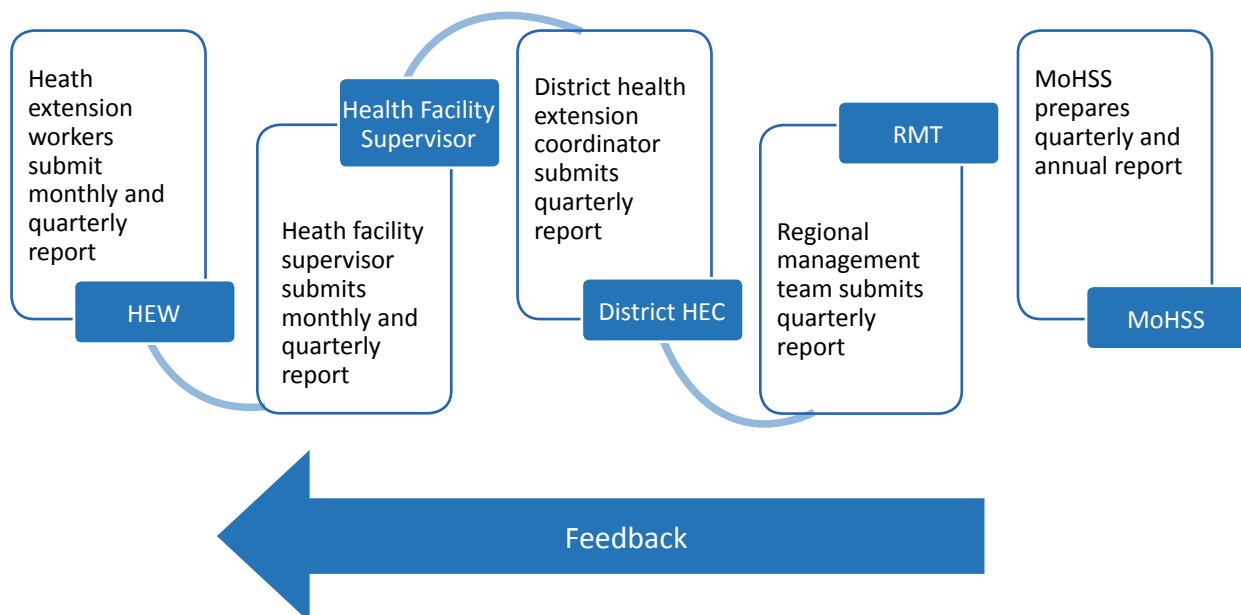 Heath
extension
workers
submit
monthly and
quarterly
report
HEW
Health Facility
Supervisor
Heath facility
supervisor
submits
monthly and
quarterly
report
District health
extension
coordinator
submits
quarterly
report
District HEC
RMT
Regional
management
team submits
quarterly
report
MoHSS
prepares
quarterly and
annual report
MoHSS
Feedback